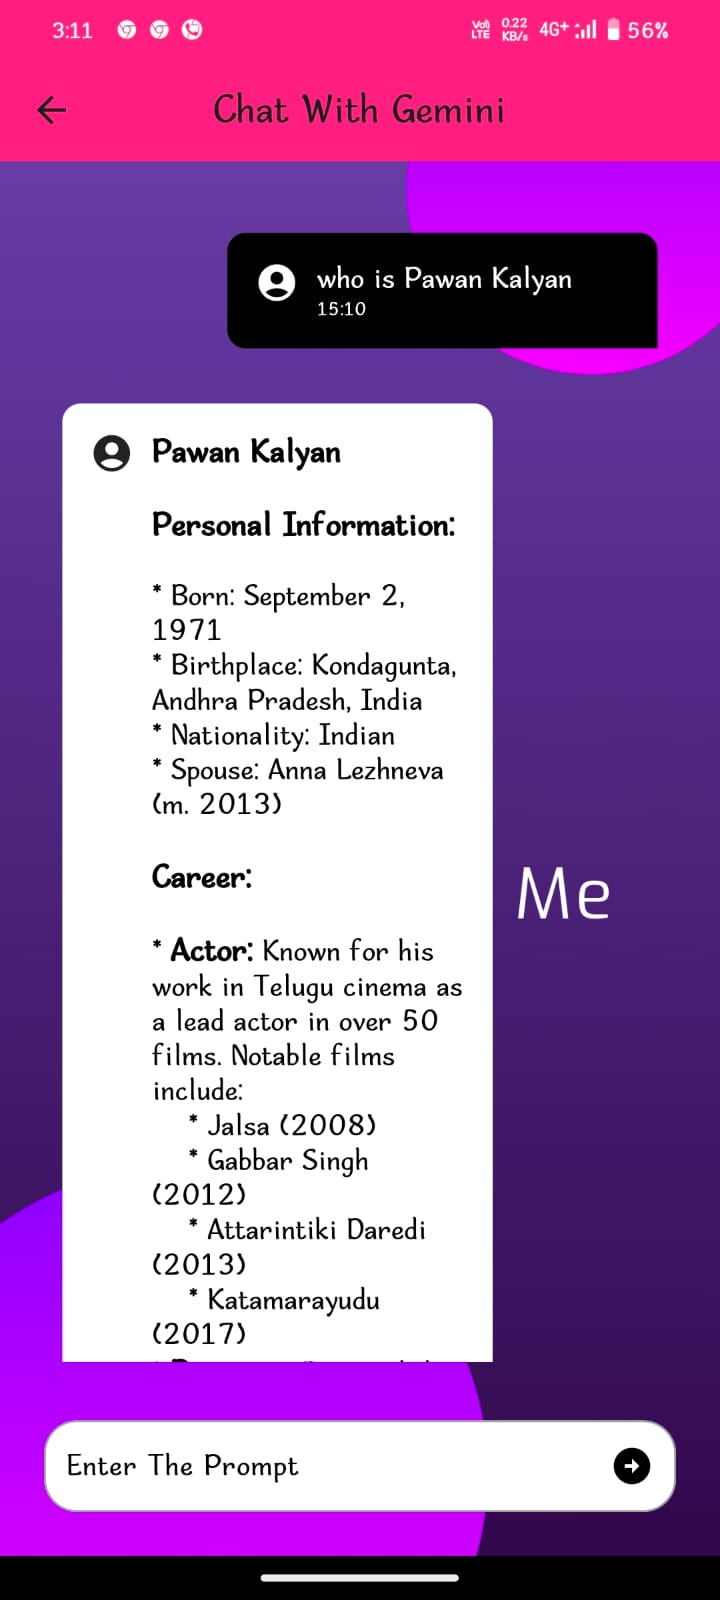 3:11 Vo)) LTE 0.22 KB/s 4G+ 56%
Chat With Gemini
who is Pawan Kalyan
15:10
Pawan Kalyan
Personal Information:
* Born: September 2,
1971
* Birthplace: Kondagunta,
Andhra Pradesh, India
* Nationality: Indian
* Spouse: Anna Lezhneva
(m. 2013)
Career:
Me
* Actor: Known for his
work in Telugu cinema as
a lead actor in over 50
films. Notable films
include:
* Jalsa (2008)
* Gabbar Singh
(2012)
* Attarintiki Daredi
(2013)
* Katamarayudu
(2017)
Enter The Prompt